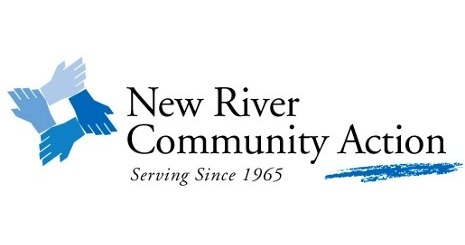 New River
Community Action
Serving Since 1965